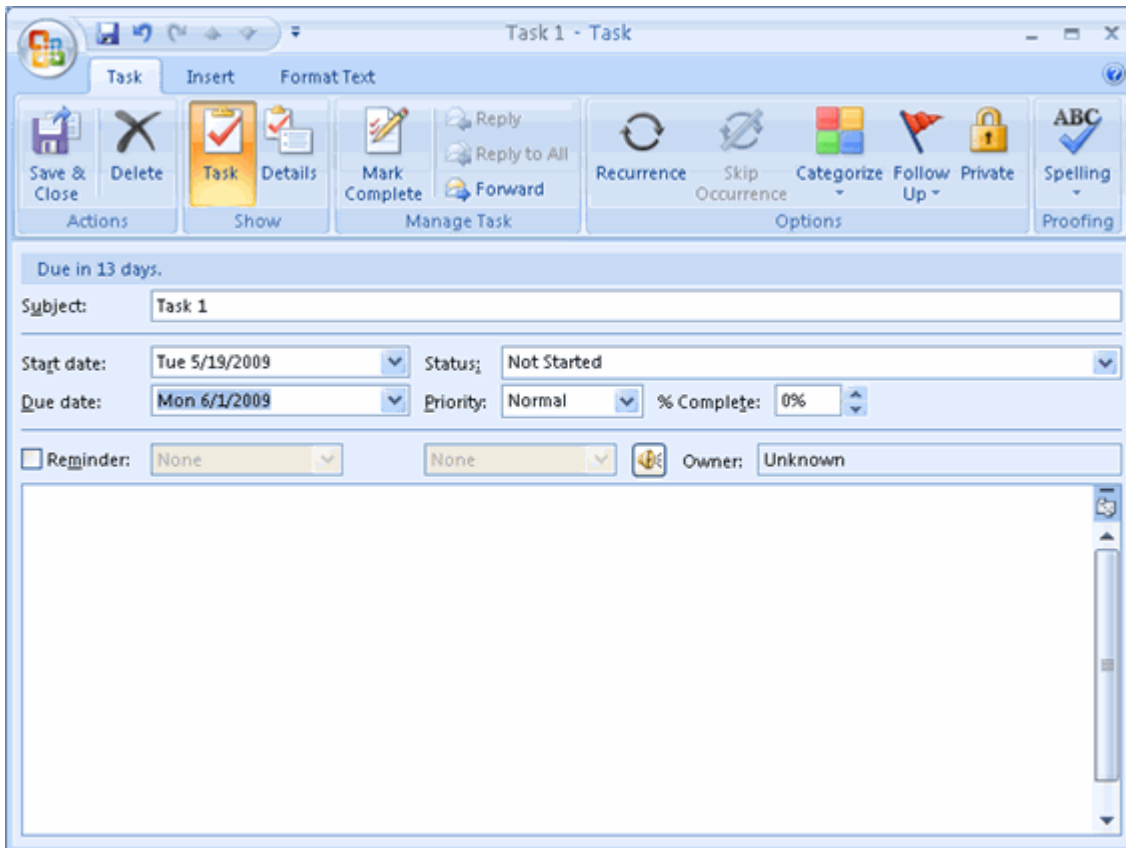 Task 1 - Task
Task Insert Format Text
Save & Close Delete Task Details Mark Complete Reply Reply to All Forward Recurrence Skip Occurrence Categorize Follow Up Private ABC Spelling
Actions Show Manage Task Options Proofing
Due in 13 days.
Subject: Task 1
Start date: Tue 5/19/2009 Status: Not Started
Due date: Mon 6/1/2009 Priority: Normal % Complete: 0%
Reminder: None None Owner: Unknown